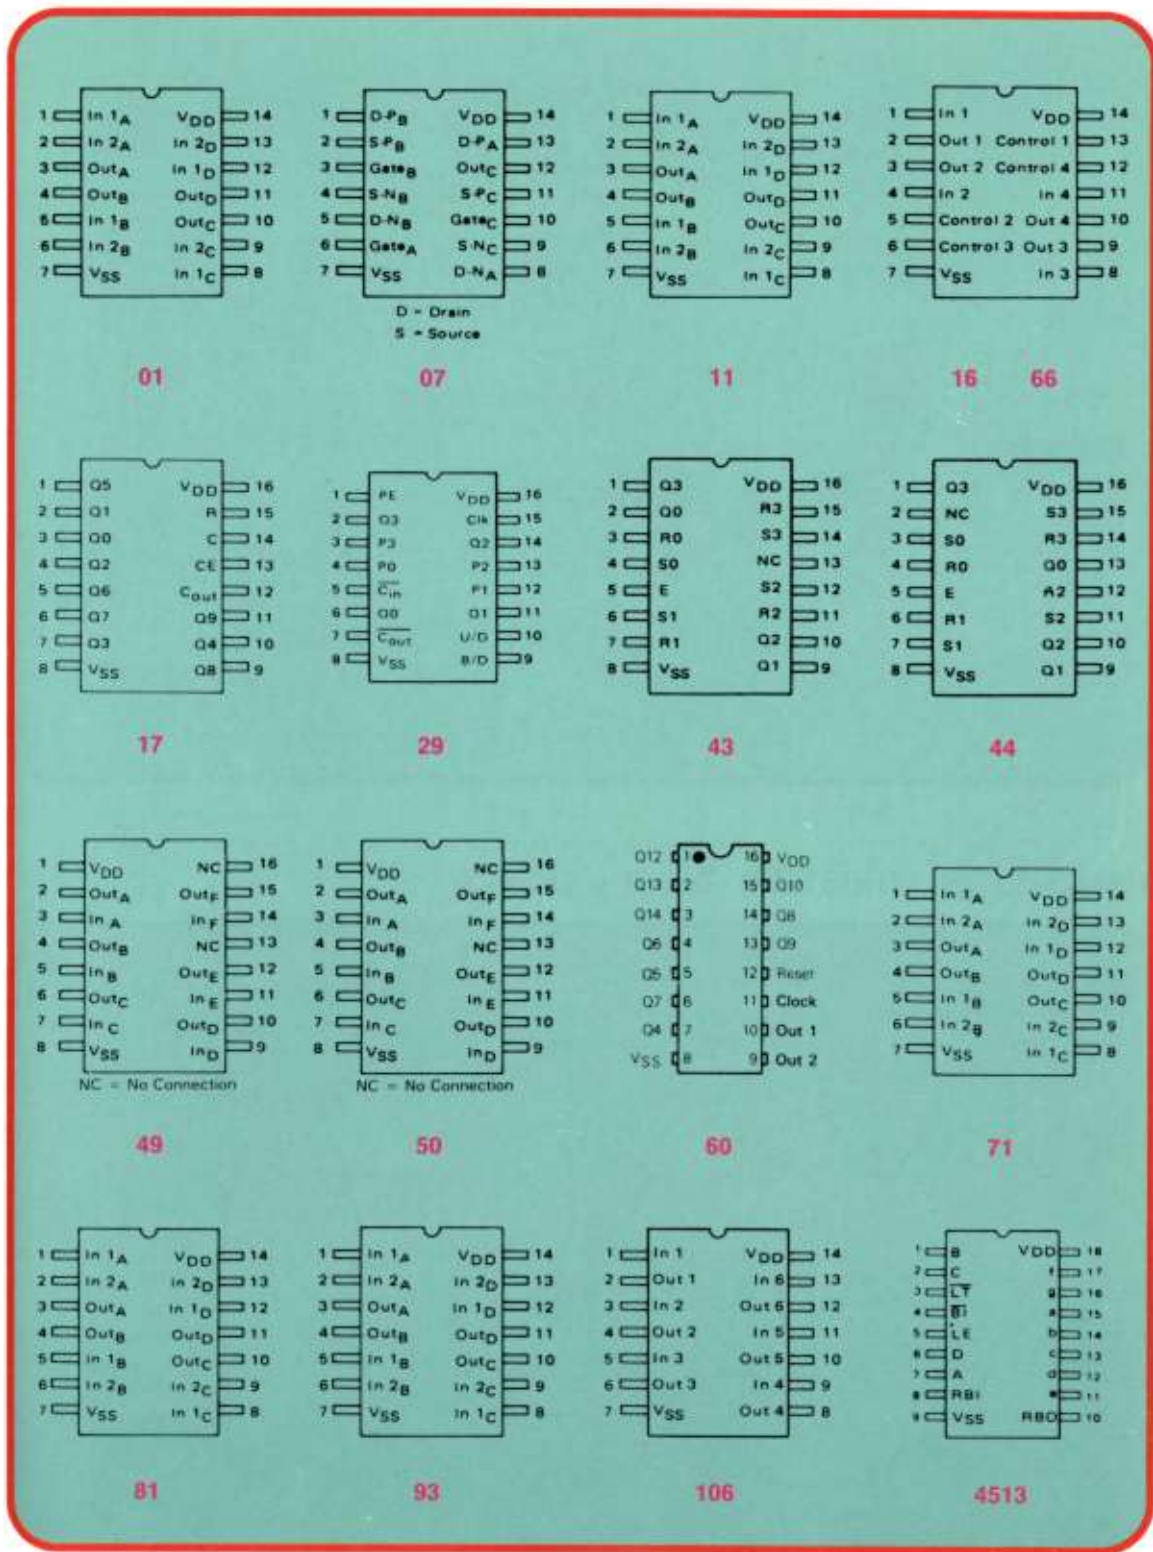 1 In 1A VDD 14
2 In 2A In 2D 13
3 OutA In 1D 12
4 OutB OutD 11
5 In 1B OutC 10
6 In 2B In 2C 9
7 VSS In 1C 8
01
1 D-PB VDD 14
2 S-PB D-PA 13
3 GateB OutC 12
4 S-NB S-PC 11
5 D-NB GateC 10
6 GateA S-NC 9
7 VSS D-NA 8
D = Drain
S = Source
07
1 In 1A VDD 14
2 In 2A In 2D 13
3 OutA In 1D 12
4 OutB OutD 11
5 In 1B OutC 10
6 In 2B In 2C 9
7 VSS In 1C 8
11
1 In 1 VDD 14
2 Out 1 Control 1 13
3 Out 2 Control 4 12
4 In 2 In 4 11
5 Control 2 Out 4 10
6 Control 3 Out 3 9
7 VSS In 3 8
16 66
1 Q5 VDD 16
2 Q1 R 15
3 Q0 C 14
4 Q2 CE 13
5 Q6 Cout 12
6 Q7 Q9 11
7 Q3 Q4 10
8 VSS Q8 9
17
1 PE VDD 16
2 Q3 Clk 15
3 P3 Q2 14
4 P0 P2 13
5 Cin P1 12
6 Q0 Q1 11
7 Cout U/D 10
8 VSS B/D 9
29
1 Q3 VDD 16
2 Q0 R3 15
3 R0 S3 14
4 S0 NC 13
5 E S2 12
6 S1 R2 11
7 R1 Q2 10
8 VSS Q1 9
43
1 Q3 VDD 16
2 NC S3 15
3 S0 R3 14
4 R0 Q0 13
5 E R2 12
6 R1 S2 11
7 S1 Q2 10
8 VSS Q1 9
44
1 VDD NC 16
2 OutA OutF 15
3 InA InF 14
4 OutB NC 13
5 InB OutE 12
6 OutC InE 11
7 InC OutD 10
8 VSS InD 9
NC = No Connection
49
1 VDD NC 16
2 OutA OutF 15
3 InA InF 14
4 OutB NC 13
5 InB OutE 12
6 OutC InE 11
7 InC OutD 10
8 VSS InD 9
NC = No Connection
50
Q12 1 16 VDD
Q13 2 15 Q10
Q14 3 14 Q8
Q6 4 13 Q9
Q5 5 12 Reset
Q7 6 11 Clock
Q4 7 10 Out 1
VSS 8 9 Out 2
60
1 In 1A VDD 14
2 In 2A In 2D 13
3 OutA In 1D 12
4 OutB OutD 11
5 In 1B OutC 10
6 In 2B In 2C 9
7 VSS In 1C 8
71
1 In 1A VDD 14
2 In 2A In 2D 13
3 OutA In 1D 12
4 OutB OutD 11
5 In 1B OutC 10
6 In 2B In 2C 9
7 VSS In 1C 8
81
1 In 1A VDD 14
2 In 2A In 2D 13
3 OutA In 1D 12
4 OutB OutD 11
5 In 1B OutC 10
6 In 2B In 2C 9
7 VSS In 1C 8
93
1 In 1 VDD 14
2 Out 1 In 6 13
3 In 2 Out 6 12
4 Out 2 In 5 11
5 In 3 Out 5 10
6 Out 3 In 4 9
7 VSS Out 4 8
106
1 B VDD 18
2 C f 17
3 LT g 16
4 BI a 15
5 LE b 14
6 D c 13
7 A d 12
8 RBI e 11
9 VSS RBO 10
4513